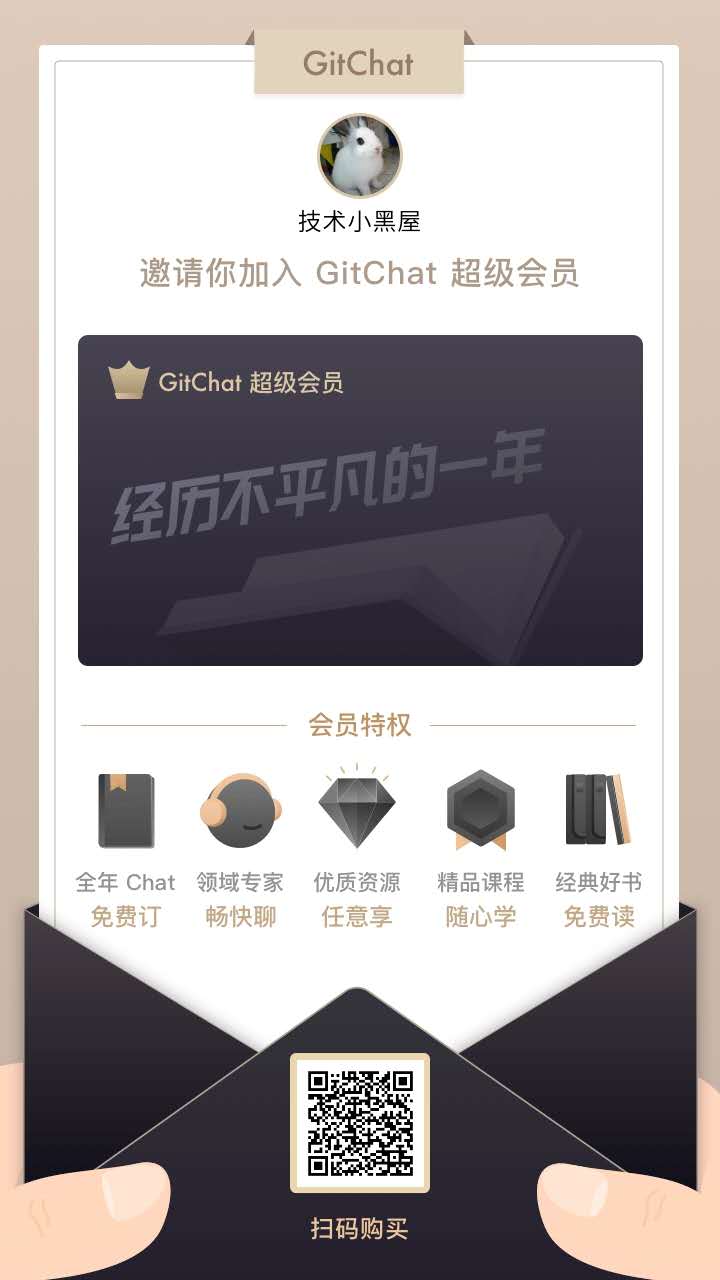 GitChat
技术小黑屋
邀请你加入 GitChat 超级会员
GitChat 超级会员
经历不平凡的一年
会员特权
全年 Chat 领域专家 优质资源 精品课程 经典好书
免费订 畅快聊 任意享 随心学 免费读
扫码购买